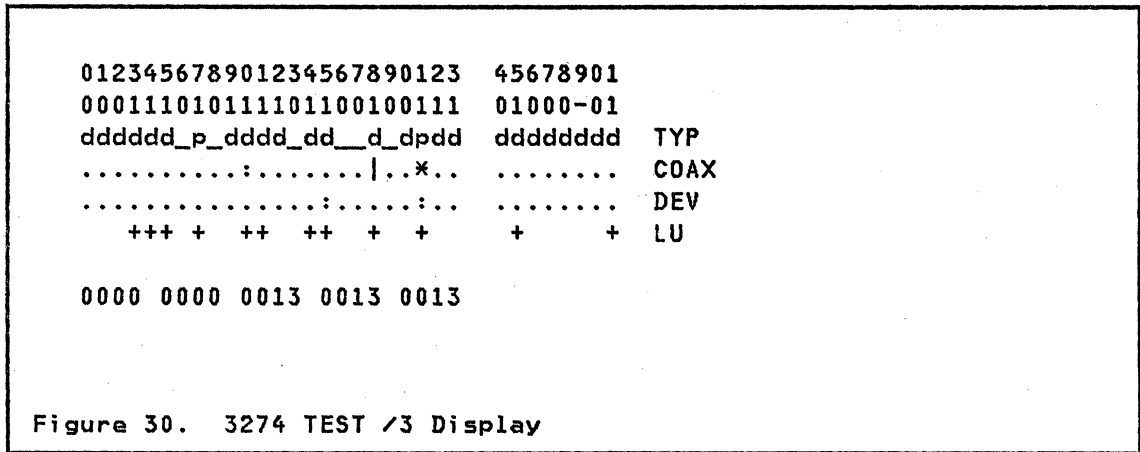 012345678901234567890123  45678901
000111010111101100100111  01000-01
dddddd_p_dddd_dd__d_dpdd  dddddddd  TYP
..........:.......|..*..  ........  COAX
...............:.....:..  ........  DEV
   +++ +  ++  ++  +  +     +     +  LU
0000 0000 0013 0013 0013
Figure 30.  3274 TEST /3 Display